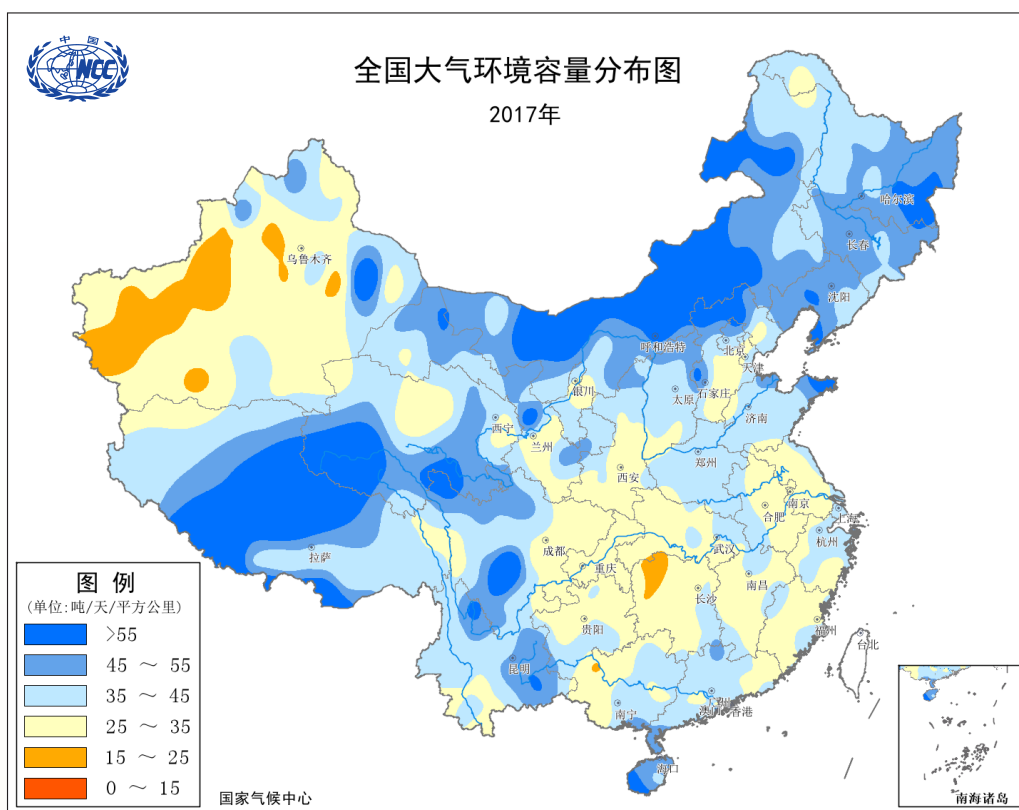 中国
NCC
全国大气环境容量分布图
2017年
哈尔滨
长春
乌鲁木齐
沈阳
呼和浩特
北京
天津
银川
太原
石家庄
济南
西宁
兰州
郑州
西安
南京
合肥
上海
杭州
成都
武汉
拉萨
重庆
南昌
长沙
贵阳
福州
台北
昆明
南宁
广州
澳门
香港
海口
图 例
(单位:吨/天/平方公里)
>55
45 ～ 55
35 ～ 45
25 ～ 35
15 ～ 25
0 ～ 15
国家气候中心
南海诸岛